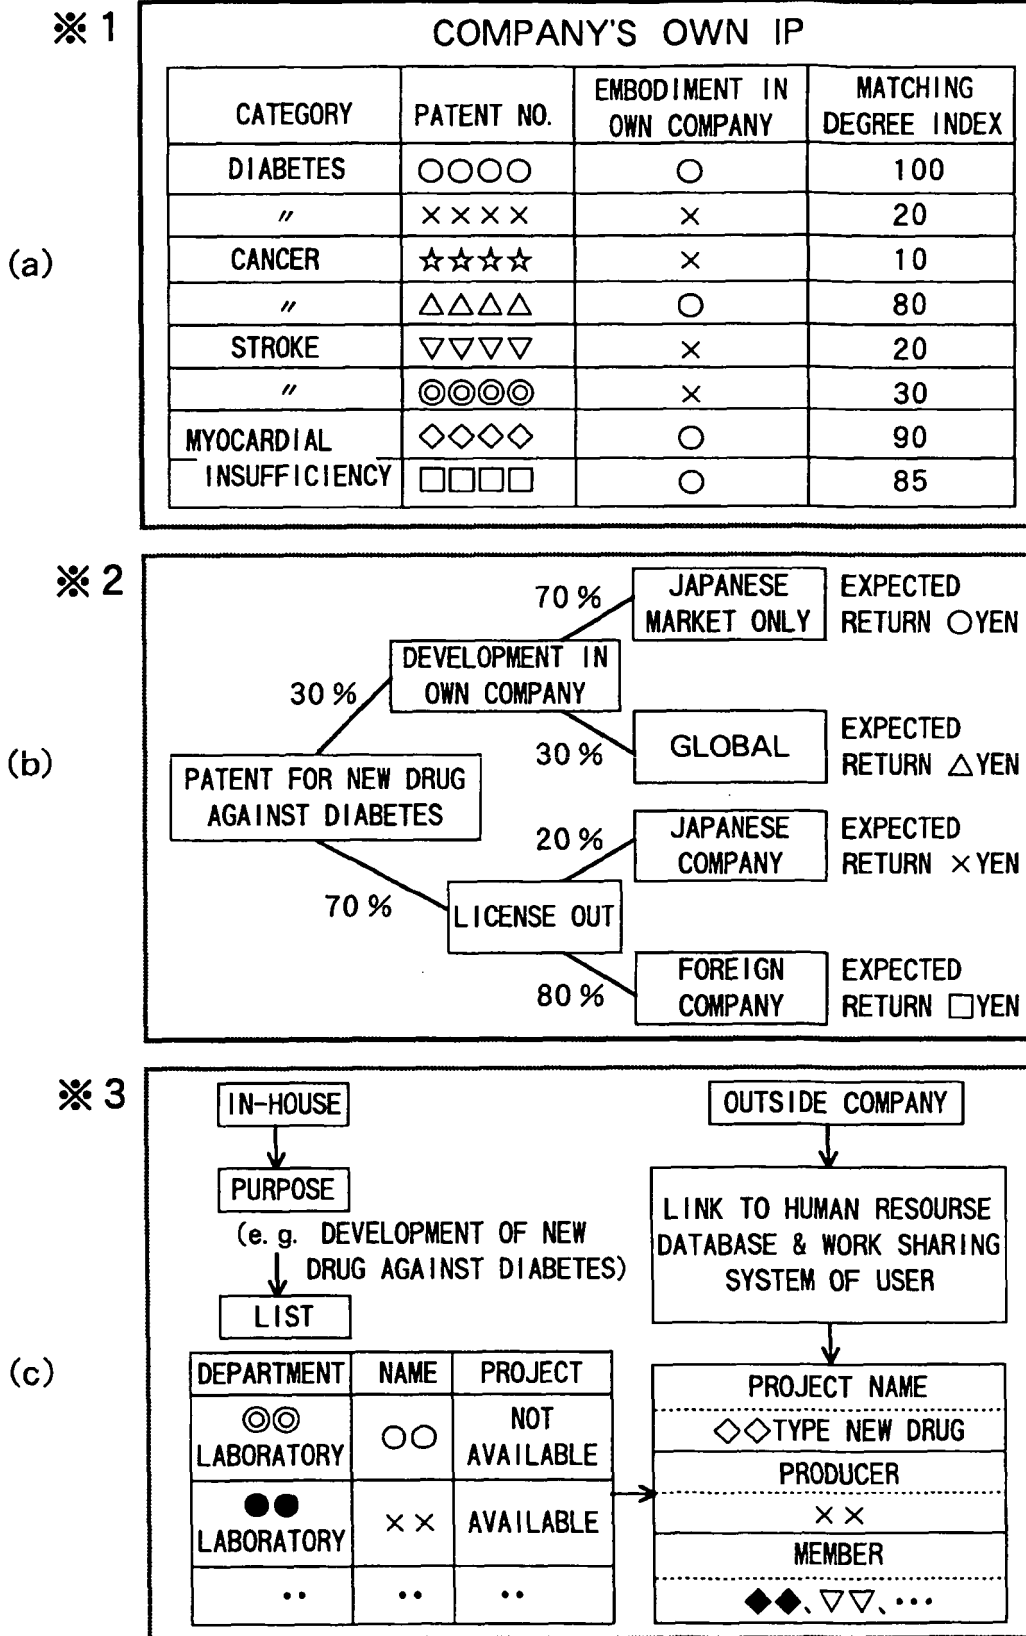 ※1
COMPANY'S OWN IP
CATEGORY PATENT NO. EMBODIMENT IN OWN COMPANY MATCHING DEGREE INDEX
DIABETES ○○○○ ○ 100
〃 ×××× × 20
(a)
CANCER ☆☆☆☆ × 10
〃 △△△△ ○ 80
STROKE ▽▽▽▽ × 20
〃 ◎◎◎◎ × 30
MYOCARDIAL ◇◇◇◇ ○ 90
INSUFFICIENCY □□□□ ○ 85
※2
(b)
PATENT FOR NEW DRUG
AGAINST DIABETES
30%
DEVELOPMENT IN
OWN COMPANY
70%
JAPANESE
MARKET ONLY
EXPECTED
RETURN ○YEN
30%
GLOBAL
EXPECTED
RETURN △YEN
70%
LICENSE OUT
20%
JAPANESE
COMPANY
EXPECTED
RETURN ×YEN
80%
FOREIGN
COMPANY
EXPECTED
RETURN □YEN
※3
(c)
IN-HOUSE
PURPOSE
(e.g. DEVELOPMENT OF NEW
DRUG AGAINST DIABETES)
LIST
DEPARTMENT NAME PROJECT
◎◎ LABORATORY ○○ NOT AVAILABLE
●● LABORATORY ×× AVAILABLE
‥ ‥ ‥
OUTSIDE COMPANY
LINK TO HUMAN RESOURSE
DATABASE & WORK SHARING
SYSTEM OF USER
PROJECT NAME
◇◇TYPE NEW DRUG
PRODUCER
××
MEMBER
◆◆、▽▽、…